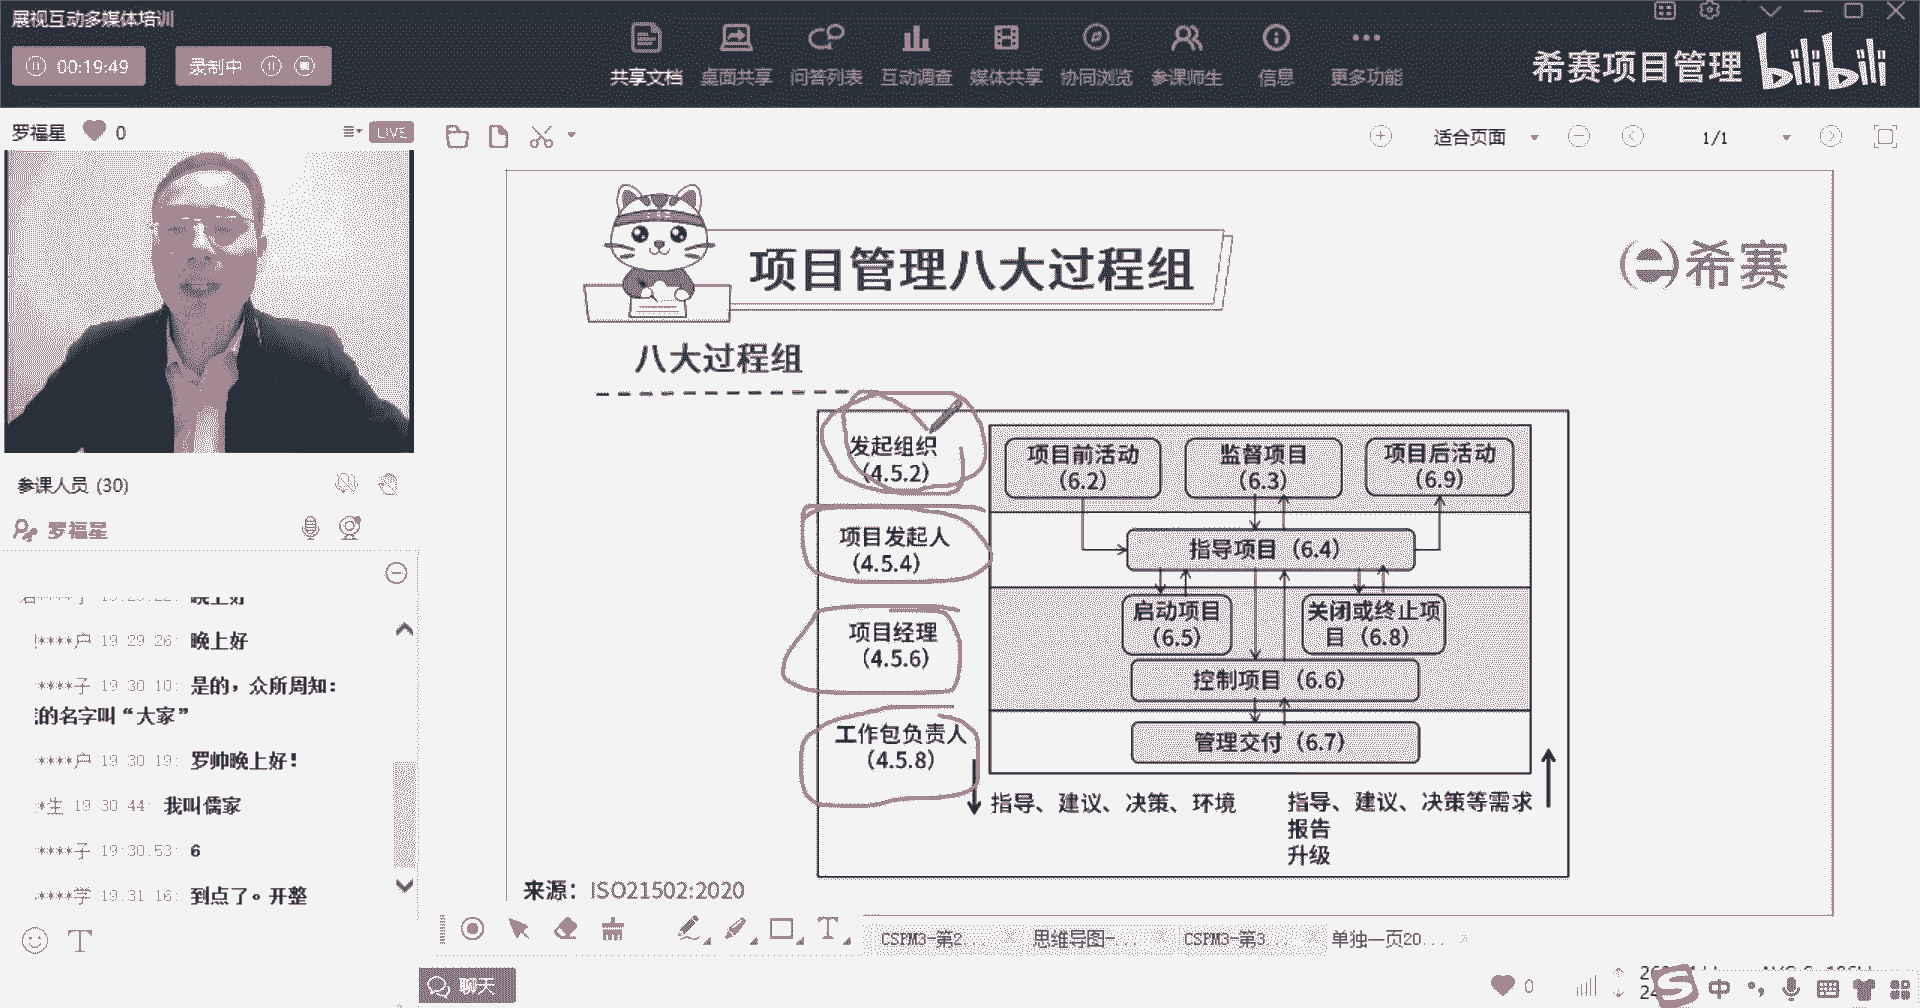 展视互动多媒体培训
00:19:49
录制中
共享文档
桌面共享
问答列表
互动调查
媒体共享
协同浏览
参课师生
信息
更多功能
希赛项目管理
bilibili
罗福星
0
LIVE
适合页面
1/1
项目管理八大过程组
希赛
八大过程组
发起组织
(4.5.2)
项目前活动
(6.2)
监督项目
(6.3)
项目后活动
(6.9)
项目发起人
(4.5.4)
指导项目（6.4）
项目经理
(4.5.6)
启动项目
(6.5)
关闭或终止项
目（6.8）
控制项目（6.6）
工作包负责人
(4.5.8)
管理交付（6.7）
指导、建议、决策、环境
指导、建议、决策等需求
报告
升级
来源：ISO21502:2020
参课人员 (30)
罗福星
晚上好
****户 19:29:26: 晚上好
****子 19:30:10: 是的，众所周知：
的名字叫“大家”
****户 19:30:19: 罗帅晚上好！
*生 19:30:44: 我叫儒家
****子 19:30:53: 6
****学 19:31:16: 到点了。开整
CSPM3-第2...
思维导图-...
CSPM3-第3...
单独一页20...
聊天
0
中